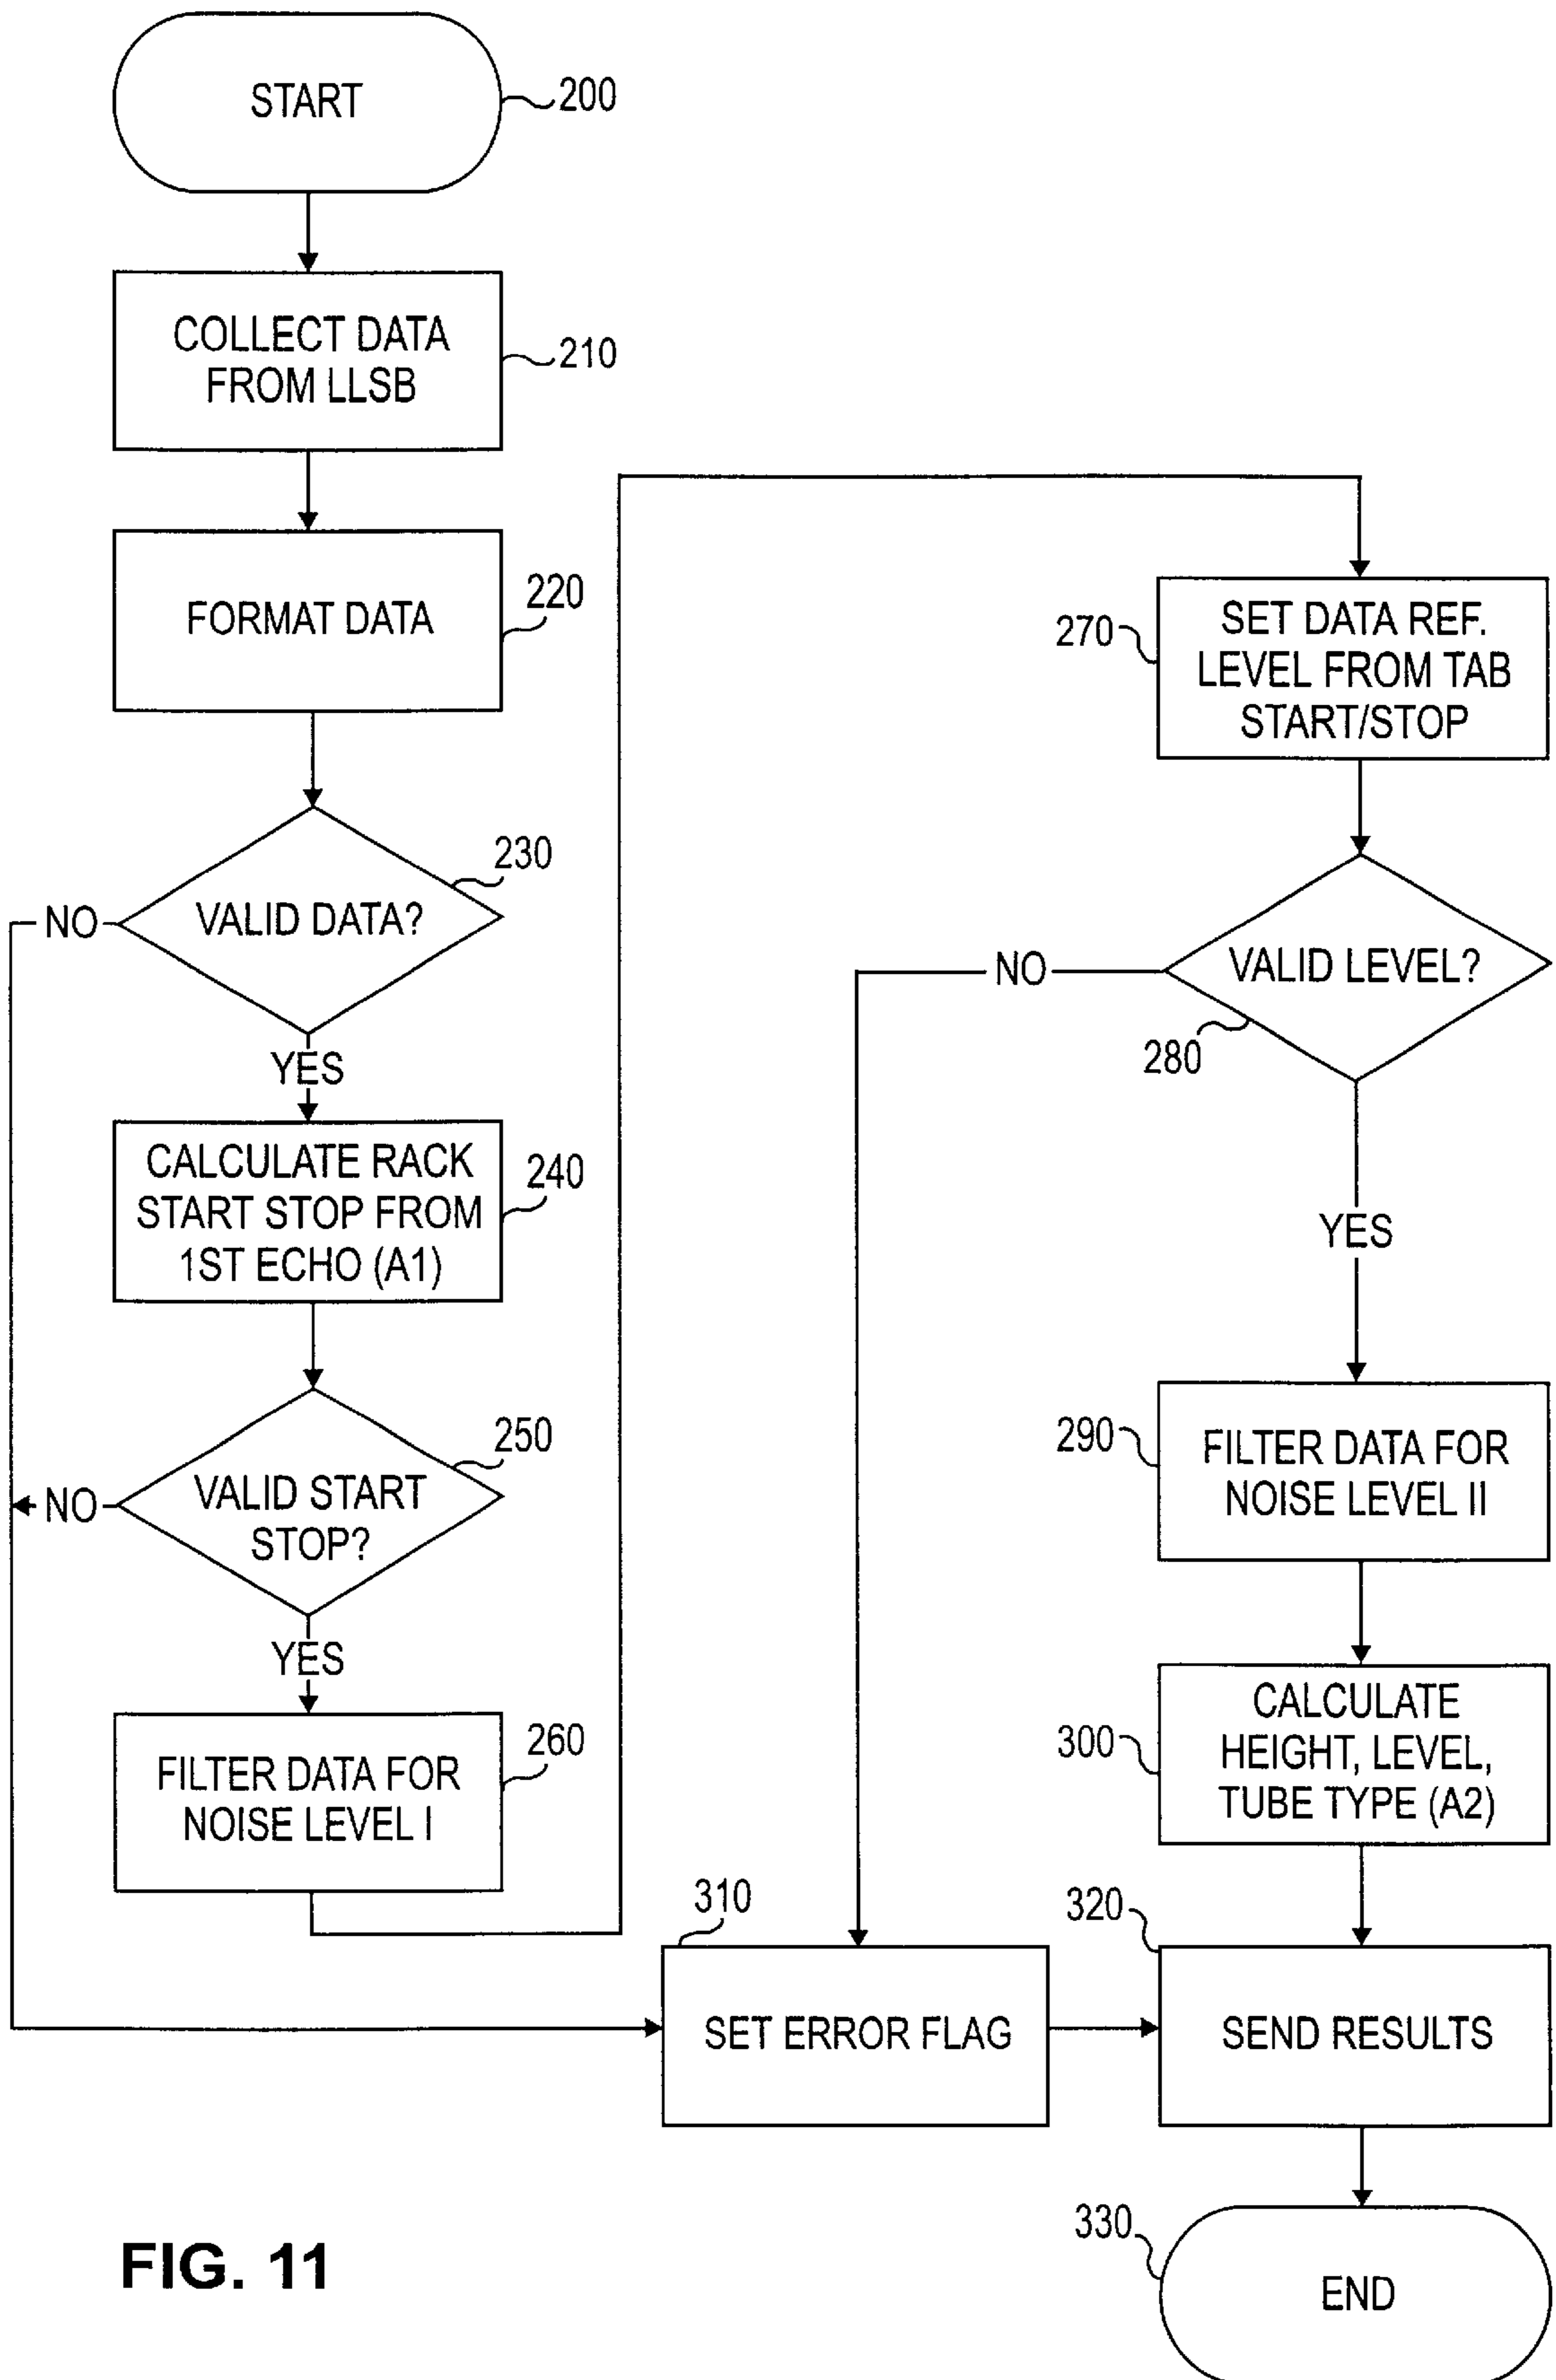 START
200
COLLECT DATA
FROM LLSB
210
FORMAT DATA
220
VALID DATA?
230
NO
YES
CALCULATE RACK
START STOP FROM
1ST ECHO (A1)
240
VALID START
STOP?
250
NO
YES
FILTER DATA FOR
NOISE LEVEL I
260
SET DATA REF.
LEVEL FROM TAB
START/STOP
270
VALID LEVEL?
280
NO
YES
FILTER DATA FOR
NOISE LEVEL II
290
CALCULATE
HEIGHT, LEVEL,
TUBE TYPE (A2)
300
SET ERROR FLAG
310
SEND RESULTS
320
END
330
FIG. 11